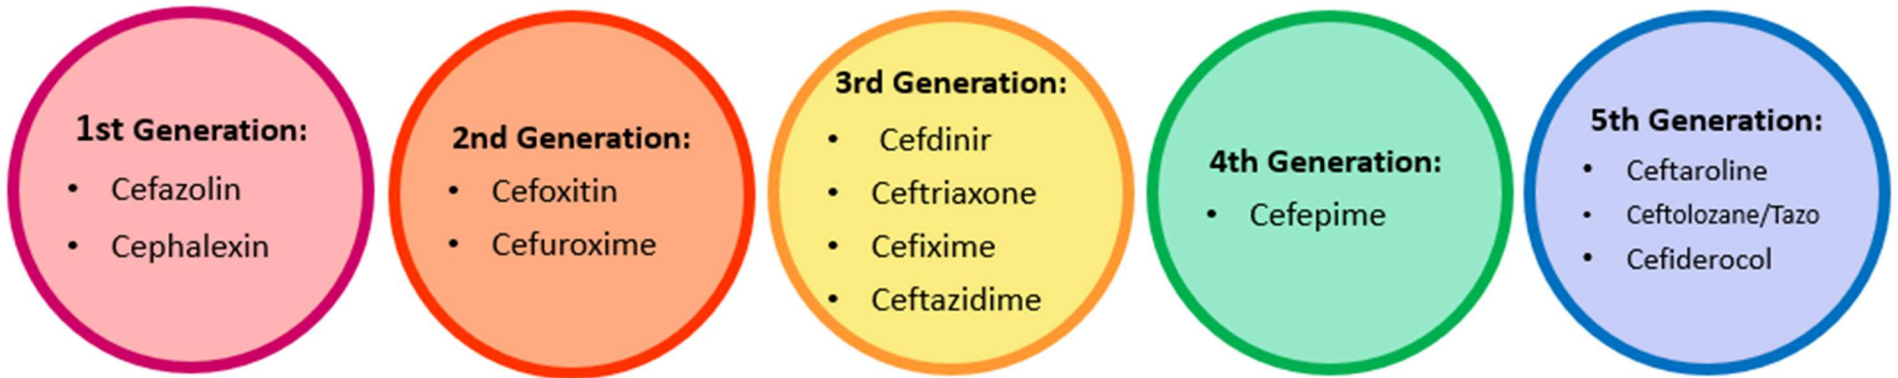 1st Generation:
• Cefazolin
• Cephalexin
2nd Generation:
• Cefoxitin
• Cefuroxime
3rd Generation:
• Cefdinir
• Ceftriaxone
• Cefixime
• Ceftazidime
4th Generation:
• Cefepime
5th Generation:
• Ceftaroline
• Ceftolozane/Tazo
• Cefiderocol